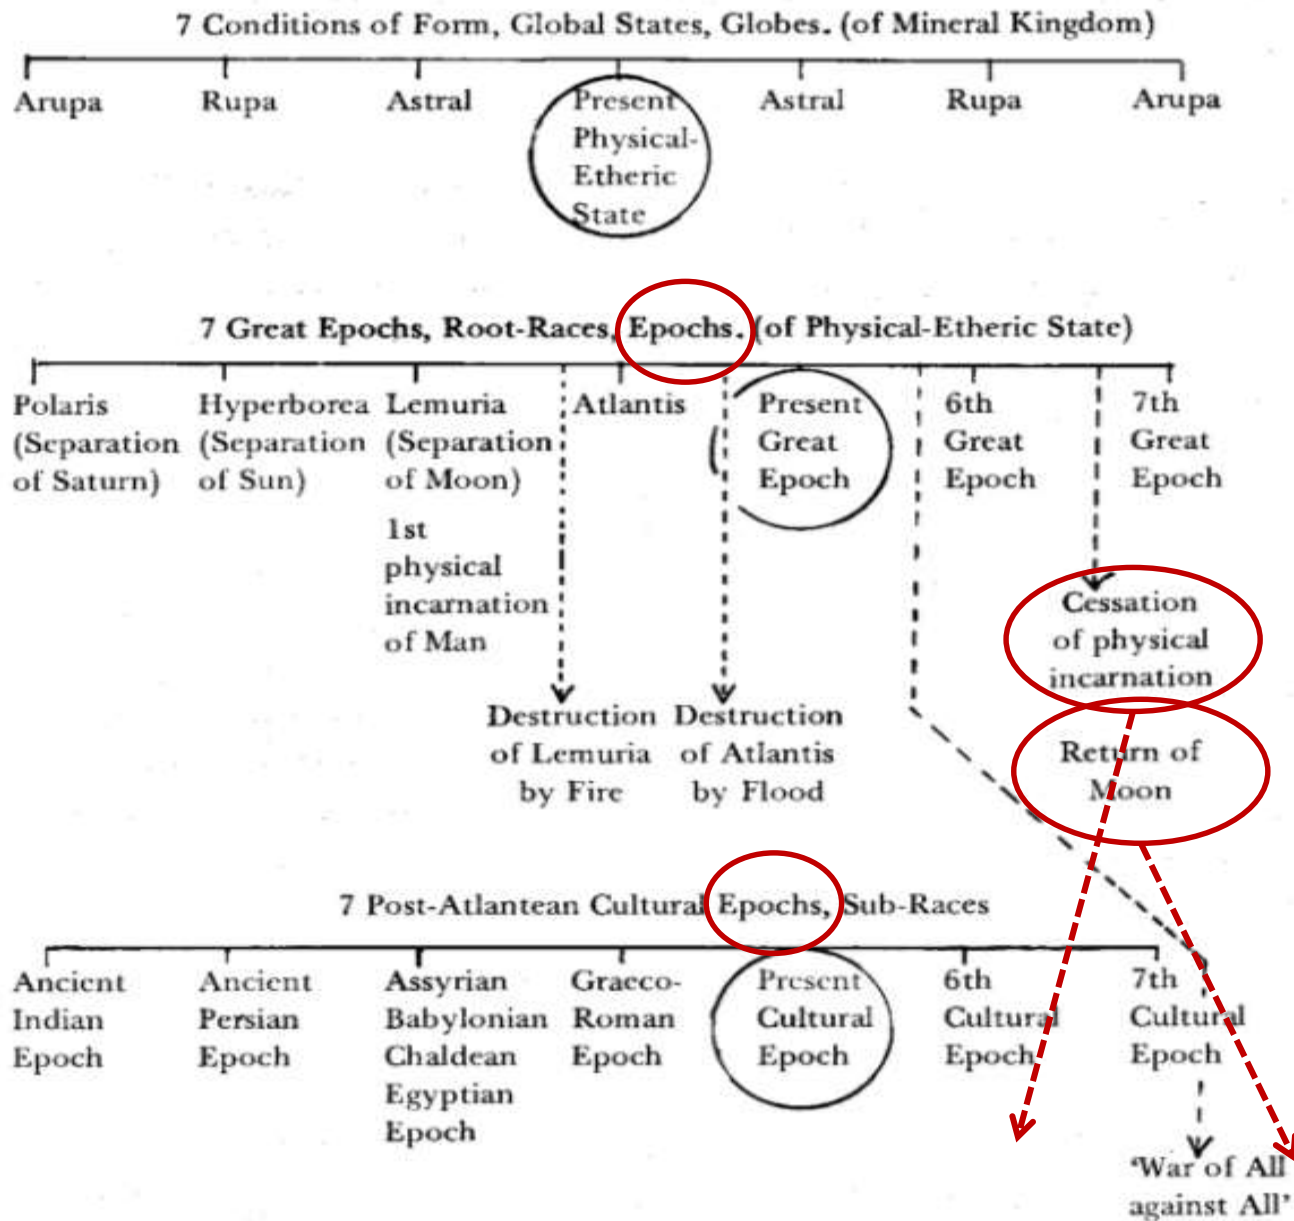 7 Conditions of Form, Global States, Globes. (of Mineral Kingdom)
Arupa Rupa Astral Present Astral Rupa Arupa
Physical-
Etheric
State
7 Great Epochs, Root-Races, Epochs. (of Physical-Etheric State)
Polaris Hyperborea Lemuria Atlantis Present 6th 7th
(Separation (Separation (Separation Great Great Great
of Saturn) of Sun) of Moon) Epoch Epoch Epoch
1st
physical
incarnation
of Man
Cessation
of physical
incarnation
Destruction Destruction
of Lemuria of Atlantis
by Fire by Flood
Return of
Moon
7 Post-Atlantean Cultural Epochs, Sub-Races
Ancient Ancient Assyrian Graeco- Present 6th 7th
Indian Persian Babylonian Roman Cultural Cultural Cultural
Epoch Epoch Chaldean Epoch Epoch Epoch Epoch
Egyptian
Epoch
‘War of All
against All’